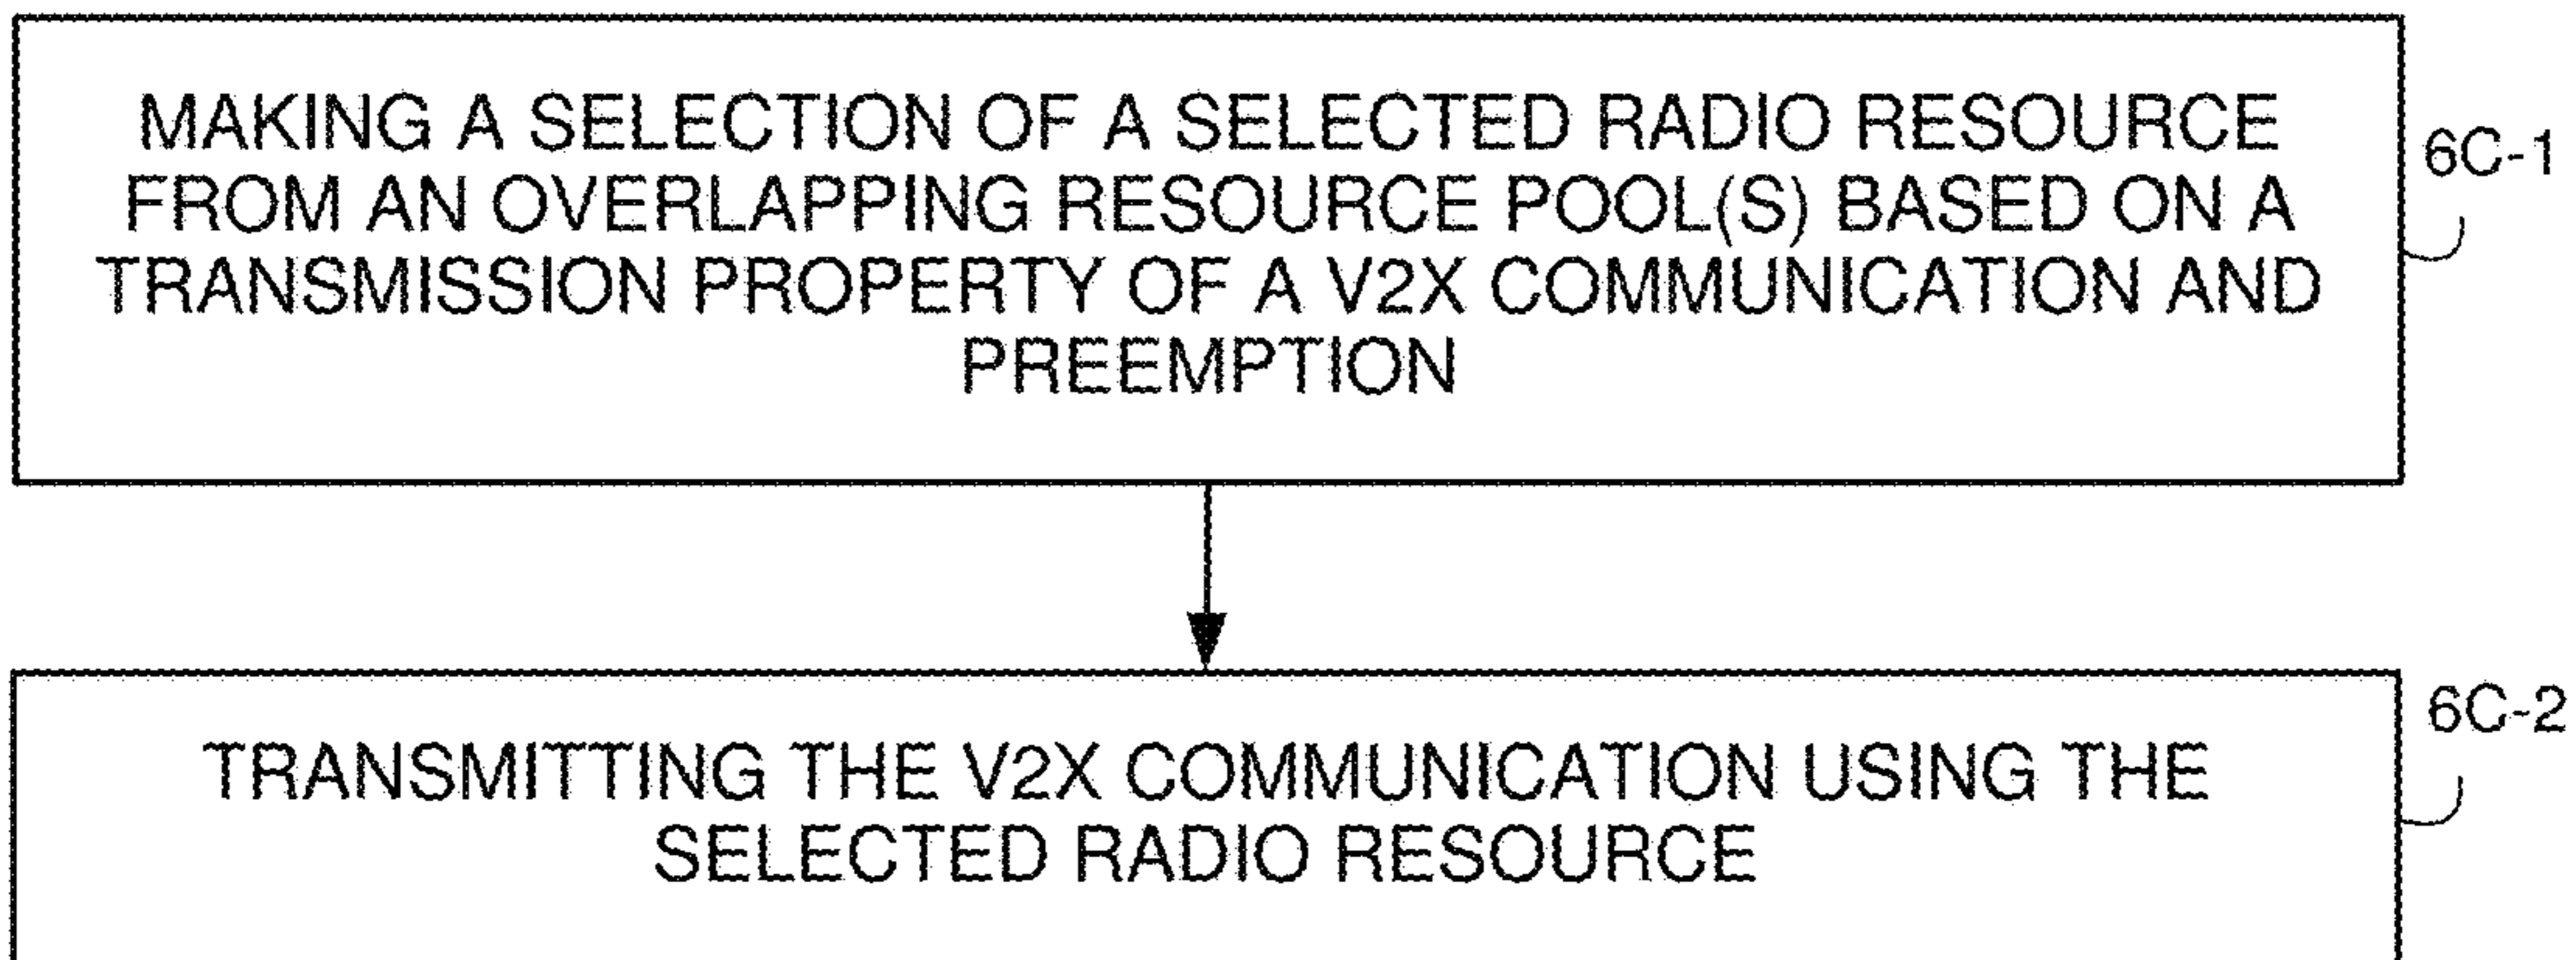 MAKING A SELECTION OF A SELECTED RADIO RESOURCE
FROM AN OVERLAPPING RESOURCE POOL(S) BASED ON A
TRANSMISSION PROPERTY OF A V2X COMMUNICATION AND
PREEMPTION
6C-1
TRANSMITTING THE V2X COMMUNICATION USING THE
SELECTED RADIO RESOURCE
6C-2